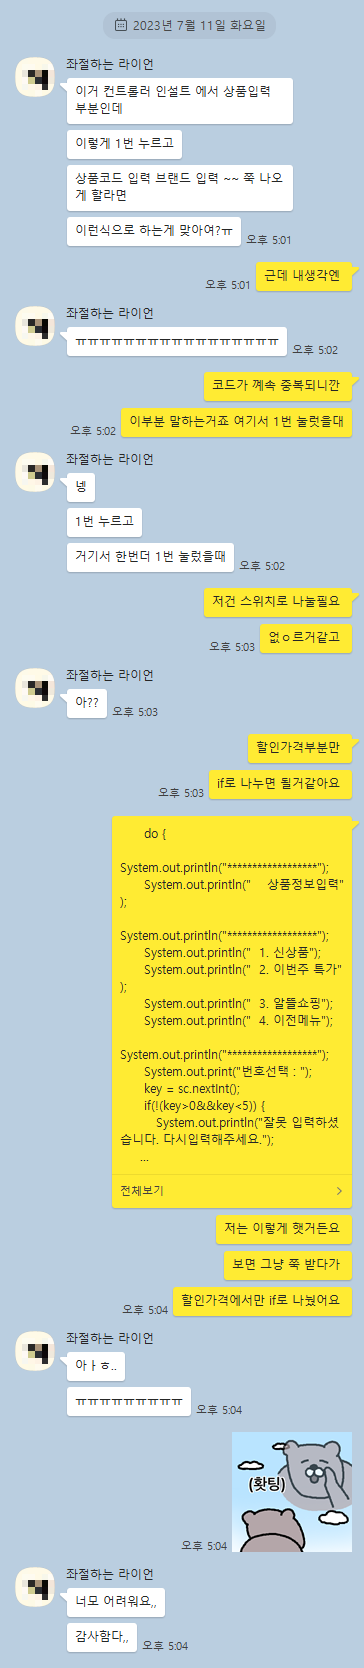 2023년 7월 11일 화요일
좌절하는 라이언
이거 컨트롤러 인설트 에서 상품입력
부분인데
이렇게 1번 누르고
상품코드 입력 브랜드 입력 ~~ 쭉 나오
게 할라면
이런식으로 하는게 맞아여?ㅠ
오후 5:01
근데 내생각엔
오후 5:01
좌절하는 라이언
ㅠㅠㅠㅠㅠㅠㅠㅠㅠㅠㅠㅠㅠㅠㅠㅠㅠ
오후 5:02
코드가 꼐속 중복되니깐
이부분 말하는거죠 여기서 1번 눌럿을대
오후 5:02
좌절하는 라이언
넹
1번 누르고
거기서 한번더 1번 눌렀을때
오후 5:02
저건 스위치로 나눌필요
없ㅇ르거같고
오후 5:03
좌절하는 라이언
아??
오후 5:03
할인가격부분만
if로 나누면 될거같아요
오후 5:03
do {
System.out.println("******************");
System.out.println("     상품정보입력"
);
System.out.println("******************");
System.out.println("  1. 신상품");
System.out.println("  2. 이번주 특가"
);
System.out.println("  3. 알뜰쇼핑");
System.out.println("  4. 이전메뉴");
System.out.println("******************");
System.out.print("번호선택 : ");
key = sc.nextInt();
if(!(key>0&&key<5)) {
System.out.println("잘못 입력하셨
습니다. 다시입력해주세요.");
...
전체보기
저는 이렇게 햇거든요
보면 그냥 쭉 받다가
할인가격에서만 if로 나눴어요
오후 5:04
좌절하는 라이언
아ㅏㅎ..
ㅠㅠㅠㅠㅠㅠㅠㅠㅠ
오후 5:04
(홧팅)
오후 5:04
좌절하는 라이언
너모 어려워요,,
감사함다,,
오후 5:04